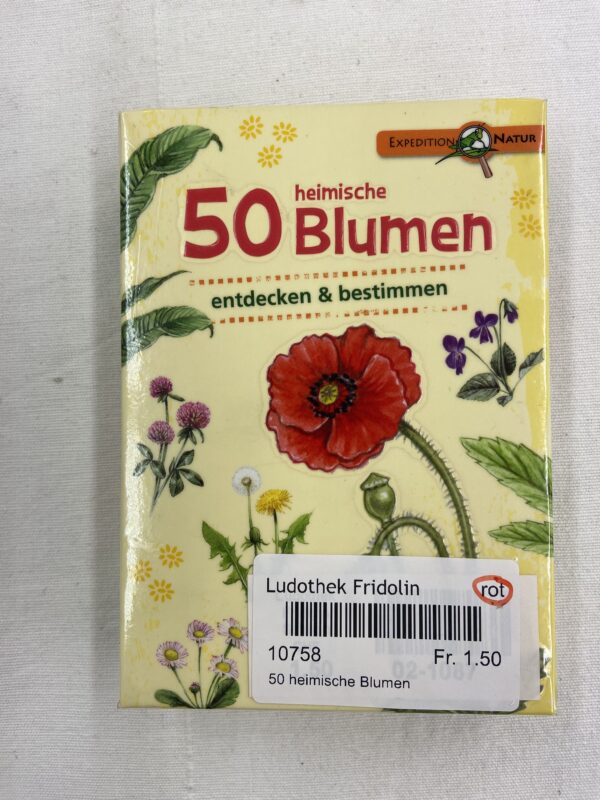 EXPEDITION NATUR
50 heimische
Blumen
entdecken & bestimmen
Ludothek Fridolin rot
10758 Fr. 1.50
50 heimische Blumen